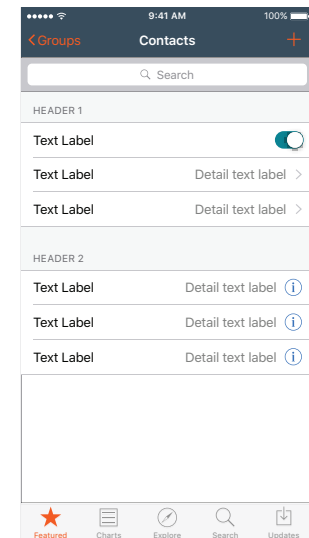 9:41 AM 100%
Groups Contacts
Search
HEADER 1
Text Label
Text Label Detail text label
Text Label Detail text label
HEADER 2
Text Label Detail text label
Text Label Detail text label
Text Label Detail text label
Featured Charts Explore Search Updates